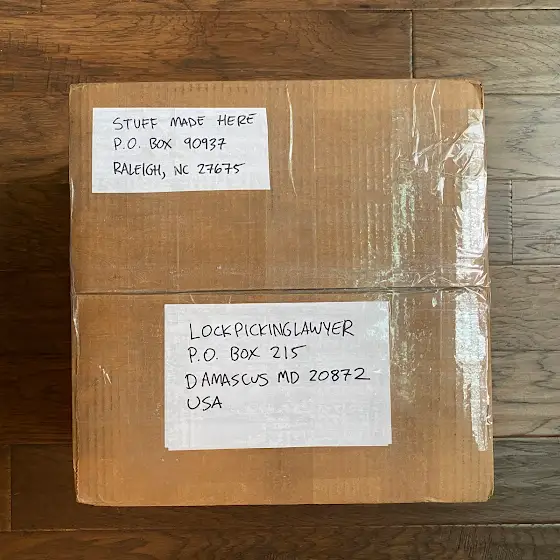 STUFF MADE HERE
P.O. BOX 90937
RALEIGH, NC 27675
LOCKPICKINGLAWYER
P.O. BOX 215
DAMASCUS MD 20872
USA